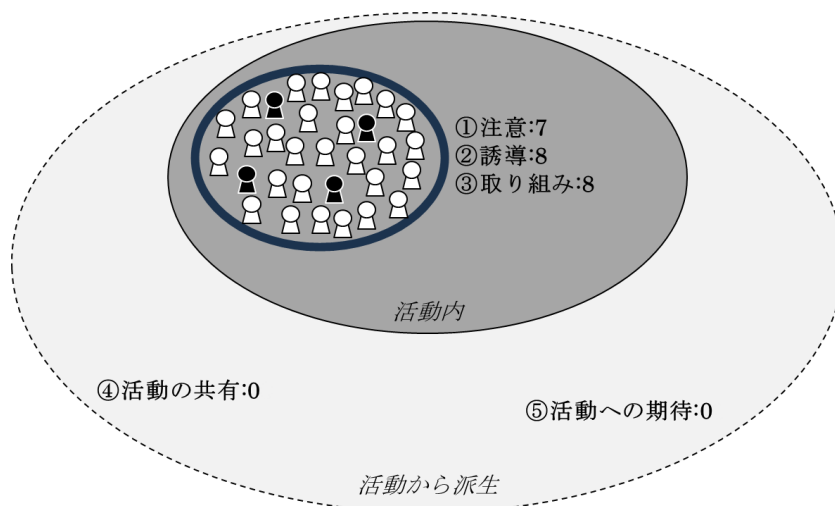 ①注意:7
②誘導:8
③取り組み:8
活動内
④活動の共有:0
⑤活動への期待:0
活動から派生